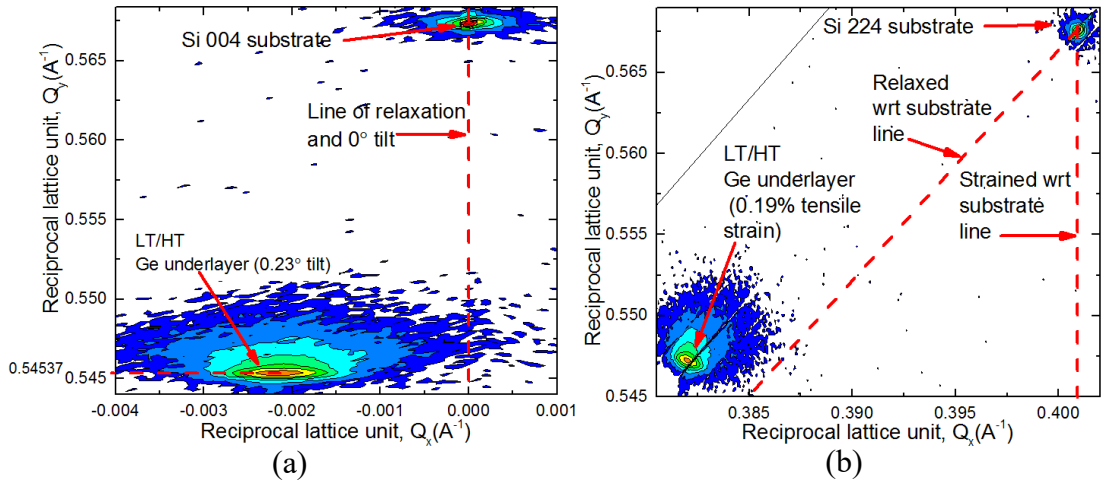 Si 004 substrate
Line of relaxation
and 0° tilt
LT/HT
Ge underlayer (0.23° tilt)
Reciprocal lattice unit, Qy(A-1)
0.565
0.560
0.555
0.550
0.545
0.54537
-0.004 -0.003 -0.002 -0.001 0.000 0.001
Reciprocal lattice unit, Qx(A-1)
(a)
Si 224 substrate
Relaxed
wrt substrate
line
LT/HT
Ge underlayer
(0.19% tensile
strain)
Strained wrt
substrate
line
Reciprocal lattice unit, Qy(A-1)
0.565
0.560
0.555
0.550
0.545
0.385 0.390 0.395 0.400
Reciprocal lattice unit, Qx(A-1)
(b)